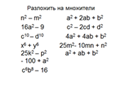 Разложить на множители
n² – m²
16a² – 9
c¹⁰ – d¹⁰
x⁶ + y⁶
25k² – p²
- 100 + a²
c⁶b⁸ – 16
a² + 2ab + b²
c² – 2cd + d²
4a² + 4ab + b²
25m² - 10mn + n²
a² + ab + b²